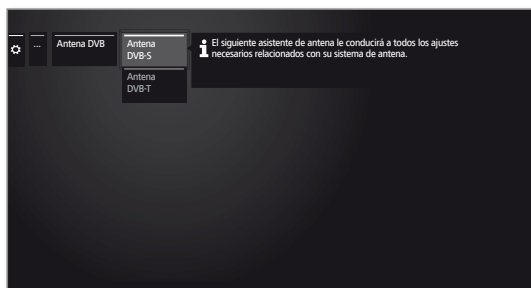 ...
Antena DVB
Antena
DVB-S
El siguiente asistente de antena le conducirá a todos los ajustes
necesarios relacionados con su sistema de antena.
Antena
DVB-T